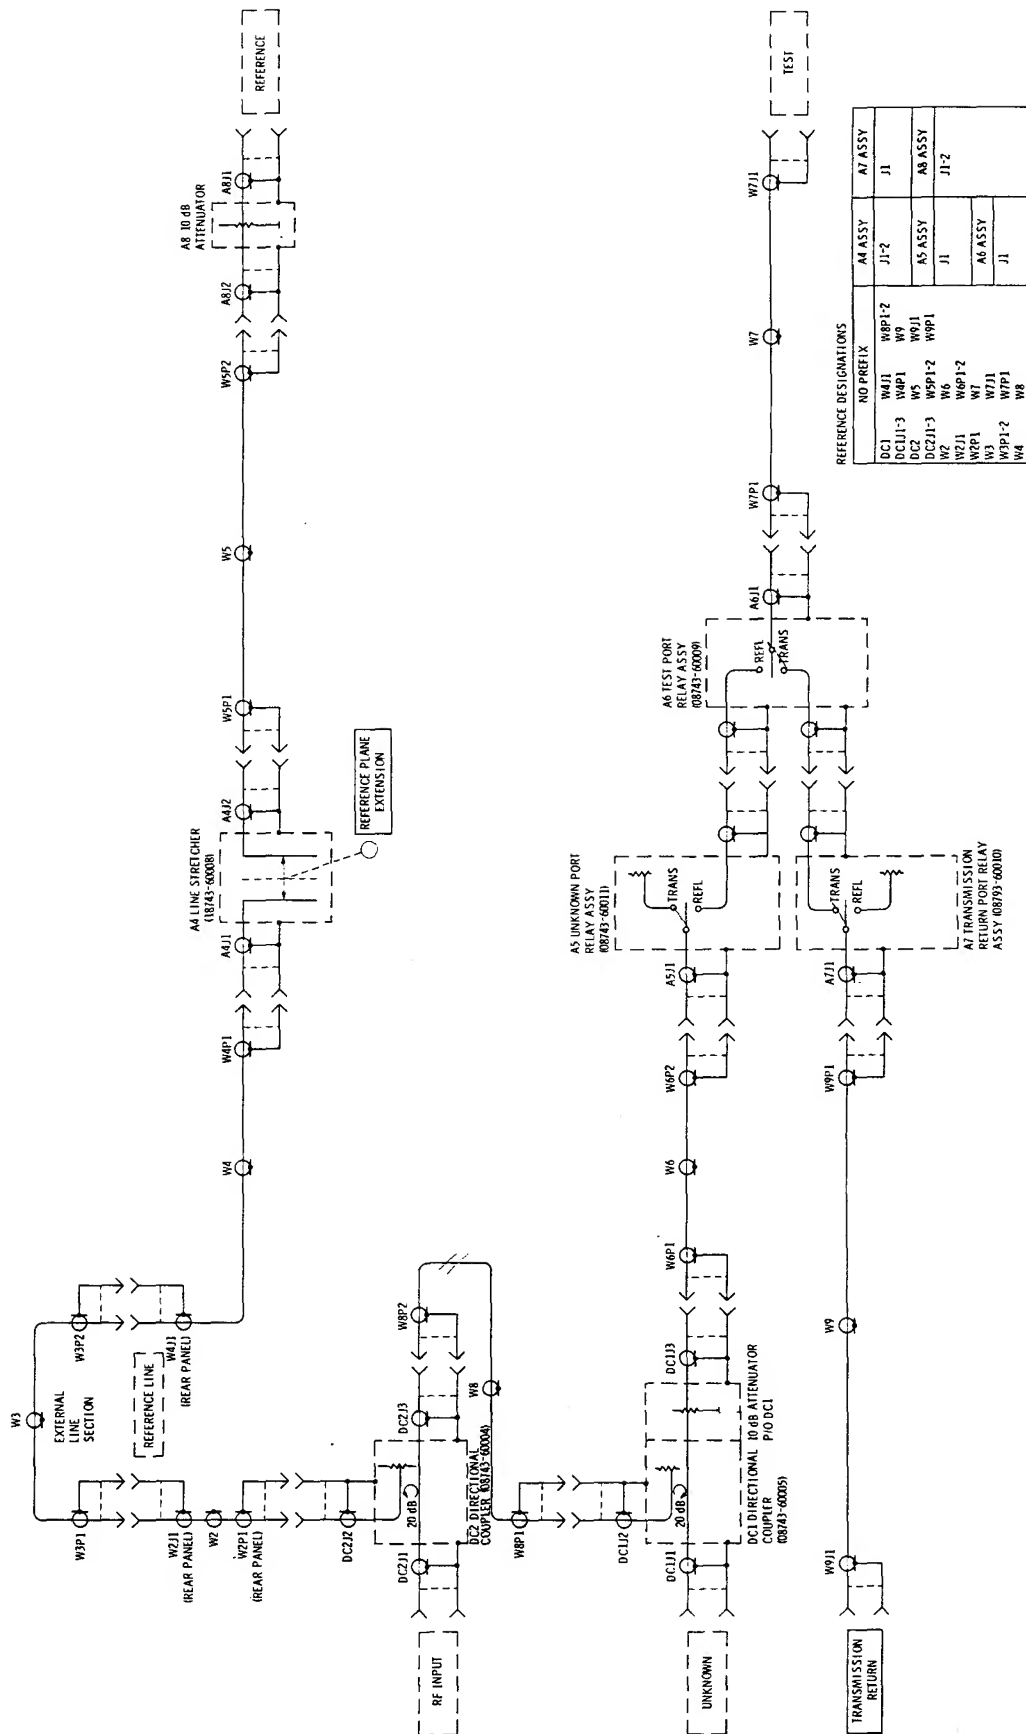 REFERENCE
A8J1
A8 10 dB
ATTENUATOR
A8J2
W5P2
W5
W5P1
A4J2
REFERENCE PLANE
EXTENSION
A4 LINE STRETCHER
(18743-60008)
A4J1
W4P1
W4
W3P2
W4J1
(REAR PANEL)
W3
EXTERNAL
LINE
SECTION
REFERENCE LINE
W3P1
W2J1
(REAR PANEL)
W2
W2P1
(REAR PANEL)
DC2J2
20 dB
DC2 DIRECTIONAL
COUPLER (08743-60004)
DC2J1
RF INPUT
DC2J3
W8P2
W8
W8P1
DC1J2
20 dB
DC1 DIRECTIONAL
COUPLER
(08743-60005)
10 dB ATTENUATOR
P/O DC1
DC1J1
UNKNOWN
DC1J3
W6P1
W6
W6P2
A5J1
A5 UNKNOWN PORT
RELAY ASSY
(08743-60011)
TRANS
REFL
A6 TEST PORT
RELAY ASSY
(08743-60009)
REFL
TRANS
A6J1
W7P1
W7
W7J1
TEST
TRANS
REFL
A7 TRANSMISSION
RETURN PORT RELAY
ASSY (08793-60010)
A7J1
W9P1
W9
W9J1
TRANSMISSION
RETURN
REFERENCE DESIGNATIONS
NO PREFIX A4 ASSY A7 ASSY
DC1 W4J1 W8P1-2 J1-2 J1
DC1J1-3 W4P1 W9
DC2 W5 W9J1 A5 ASSY A8 ASSY
DC2J1-3 W5P1-2 W9P1 J1 J1-2
W2 W6
W2J1 W6P1-2
W2P1 W7 A6 ASSY
W3 W7J1 J1
W3P1-2 W7P1
W4 W8